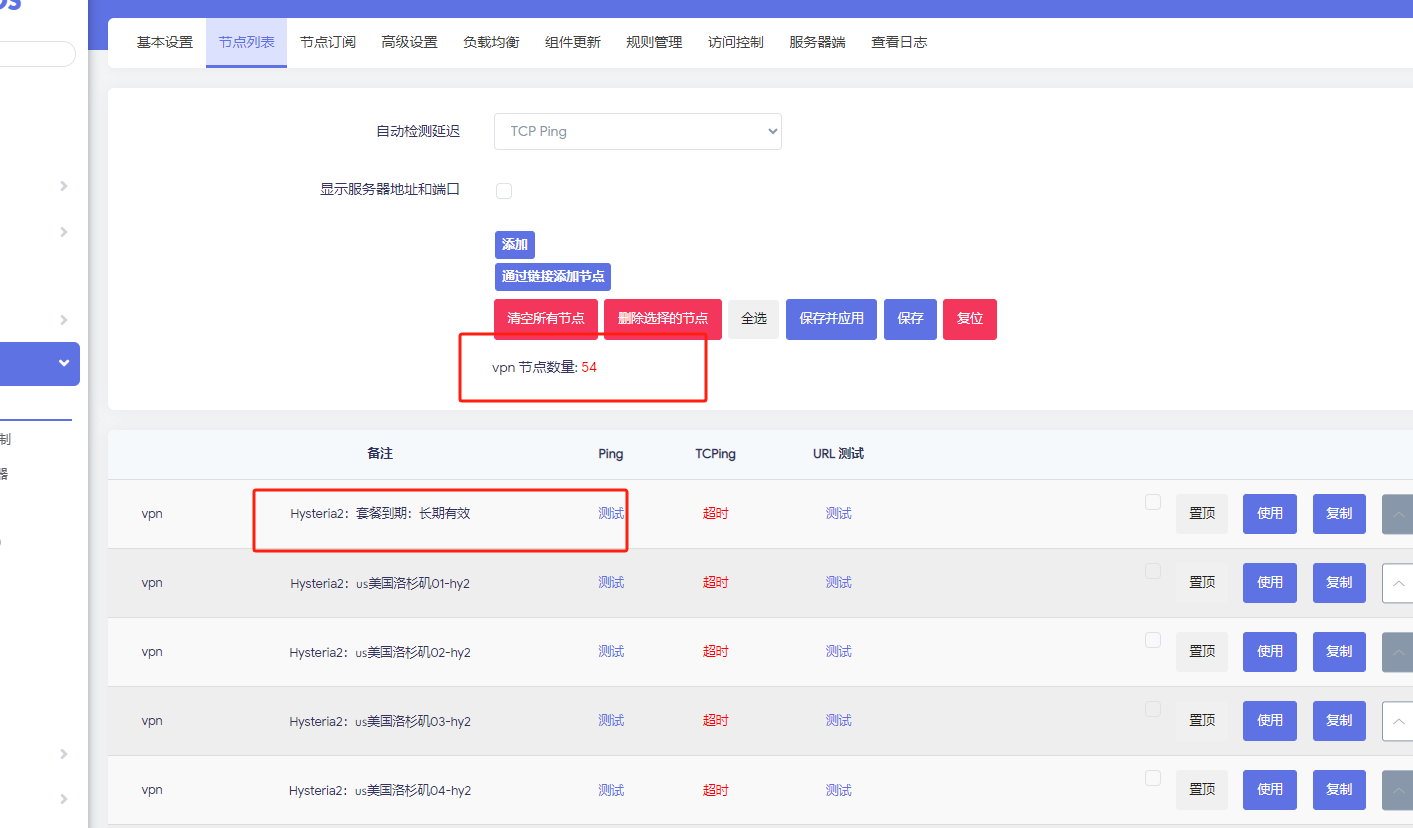 基本设置 节点列表 节点订阅 高级设置 负载均衡 组件更新 规则管理 访问控制 服务器端 查看日志
自动检测延迟 TCP Ping
显示服务器地址和端口
添加
通过链接添加节点
清空所有节点 删除选择的节点 全选 保存并应用 保存 复位
vpn 节点数量: 54
制
器
备注 Ping TCPing URL 测试
vpn Hysteria2：套餐到期：长期有效 测试 超时 测试 置顶 使用 复制
vpn Hysteria2：us美国洛杉矶01-hy2 测试 超时 测试 置顶 使用 复制
vpn Hysteria2：us美国洛杉矶02-hy2 测试 超时 测试 置顶 使用 复制
vpn Hysteria2：us美国洛杉矶03-hy2 测试 超时 测试 置顶 使用 复制
vpn Hysteria2：us美国洛杉矶04-hy2 测试 超时 测试 置顶 使用 复制